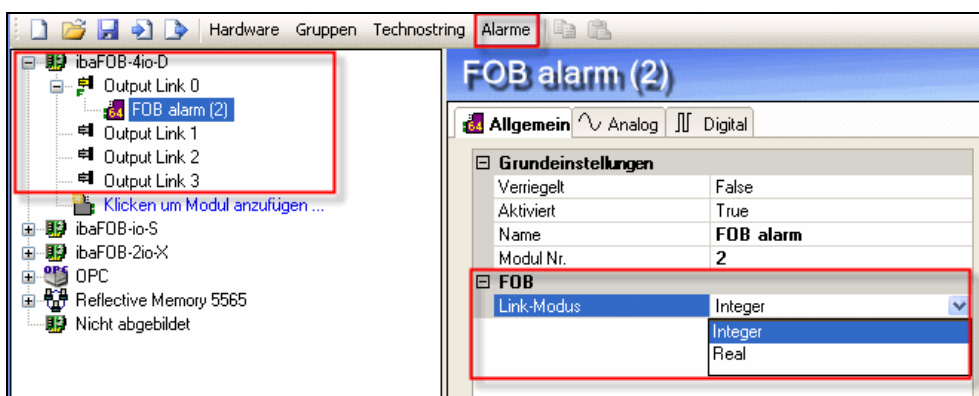 Hardware Gruppen Technostring Alarme
ibaFOB-4io-D
Output Link 0
64 FOB alarm (2)
Output Link 1
Output Link 2
Output Link 3
Klicken um Modul anzufügen ...
ibaFOB-io-S
ibaFOB-2io-X
OPC OPC
Reflective Memory 5565
Nicht abgebildet
FOB alarm (2)
64 Allgemein Analog Digital
Grundeinstellungen
Verriegelt False
Aktiviert True
Name FOB alarm
Modul Nr. 2
FOB
Link-Modus Integer
Integer
Real